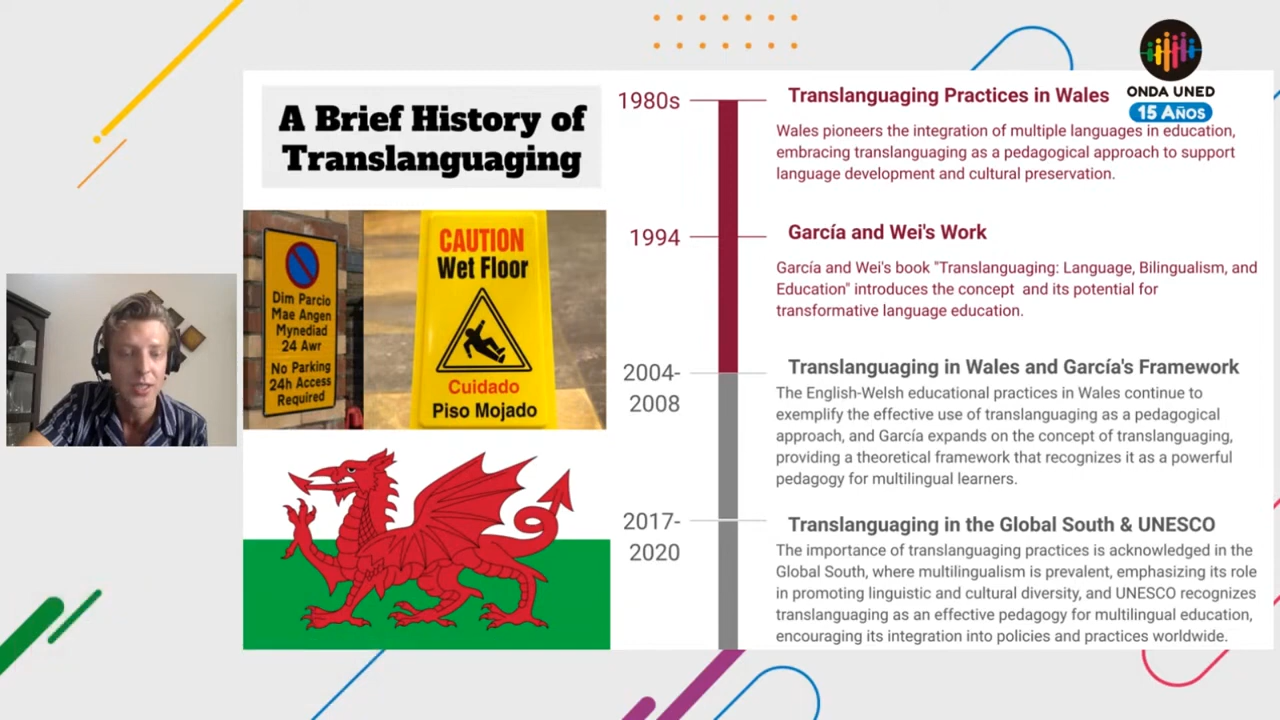 ONDA UNED
15 AÑOS
A Brief History of
Translanguaging
Dim Parcio
Mae Angen
Mynediad
24 Awr
No Parking
24h Access
Required
CAUTION
Wet Floor
Cuidado
Piso Mojado
1980s
Translanguaging Practices in Wales
Wales pioneers the integration of multiple languages in education,
embracing translanguaging as a pedagogical approach to support
language development and cultural preservation.
1994
García and Wei's Work
García and Wei's book "Translanguaging: Language, Bilingualism, and
Education" introduces the concept and its potential for
transformative language education.
2004-
2008
Translanguaging in Wales and García's Framework
The English-Welsh educational practices in Wales continue to
exemplify the effective use of translanguaging as a pedagogical
approach, and García expands on the concept of translanguaging,
providing a theoretical framework that recognizes it as a powerful
pedagogy for multilingual learners.
2017-
2020
Translanguaging in the Global South & UNESCO
The importance of translanguaging practices is acknowledged in the
Global South, where multilingualism is prevalent, emphasizing its role
in promoting linguistic and cultural diversity, and UNESCO recognizes
translanguaging as an effective pedagogy for multilingual education,
encouraging its integration into policies and practices worldwide.